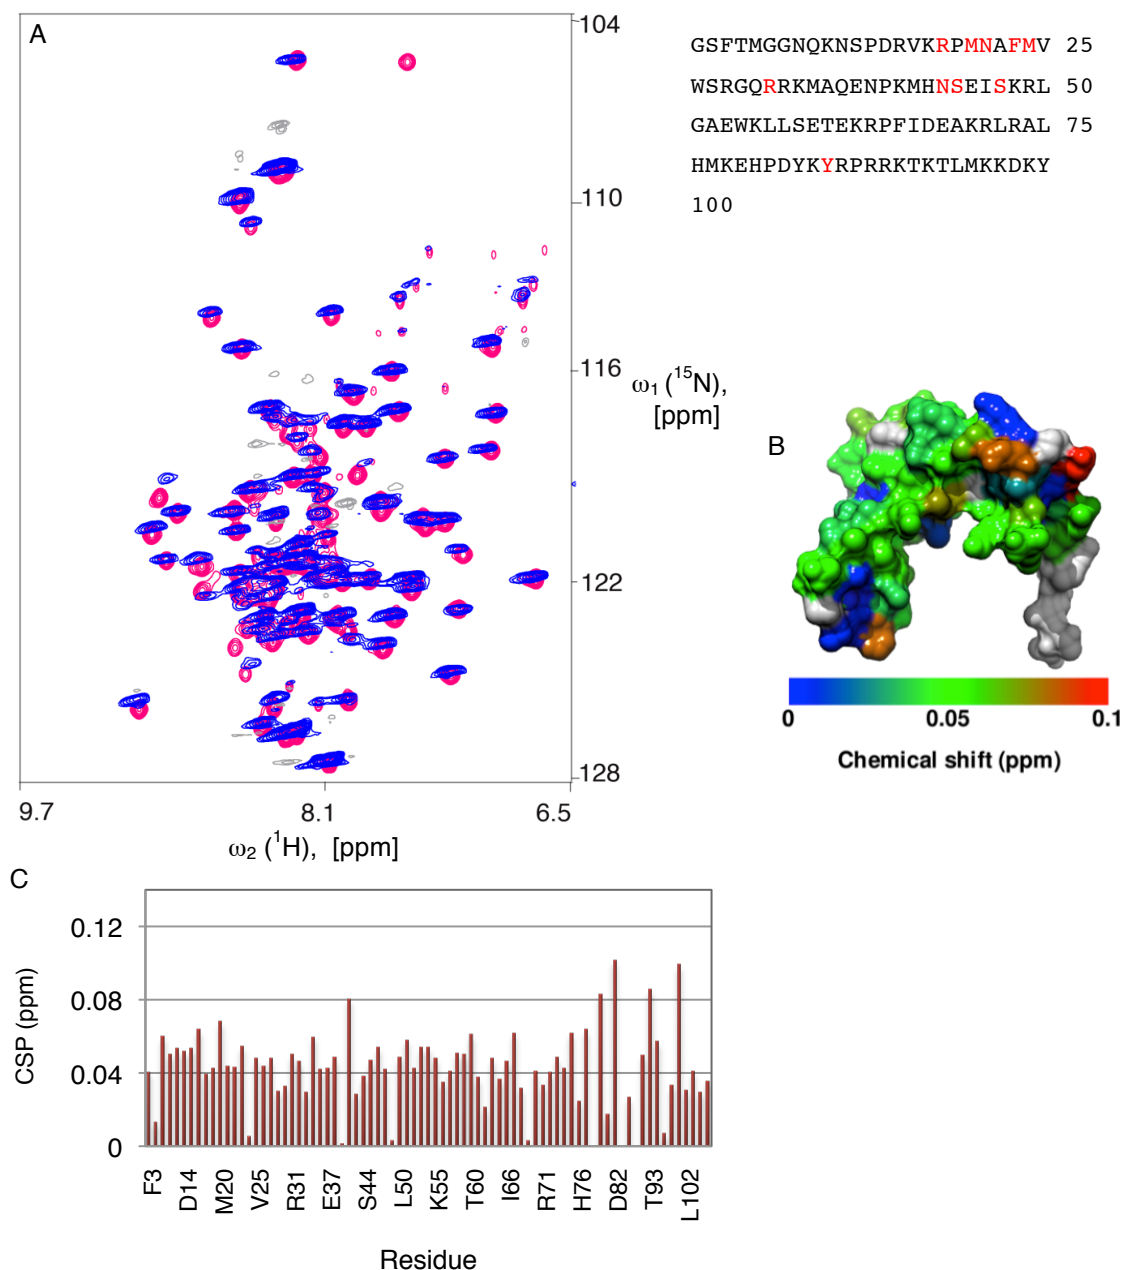 A
104
110
116
122
128
ω1 (15N),
[ppm]
9.7
8.1
6.5
ω2 (1H), [ppm]
GSFTMGGNQKNSPDRVKRPMNAFMV 25
WSRGQRRKMAQENPKMHNSEISKRL 50
GAEWKLLSETEKRPFIDEAKRLRAL 75
HMKEHPDYKYRPRRKTKTLMKKDKY
100
B
0
0.05
0.1
Chemical shift (ppm)
C
CSP (ppm)
0.12
0.08
0.04
0
F3
D14
M20
V25
R31
E37
S44
L50
K55
T60
I66
R71
H76
D82
T93
L102
Residue